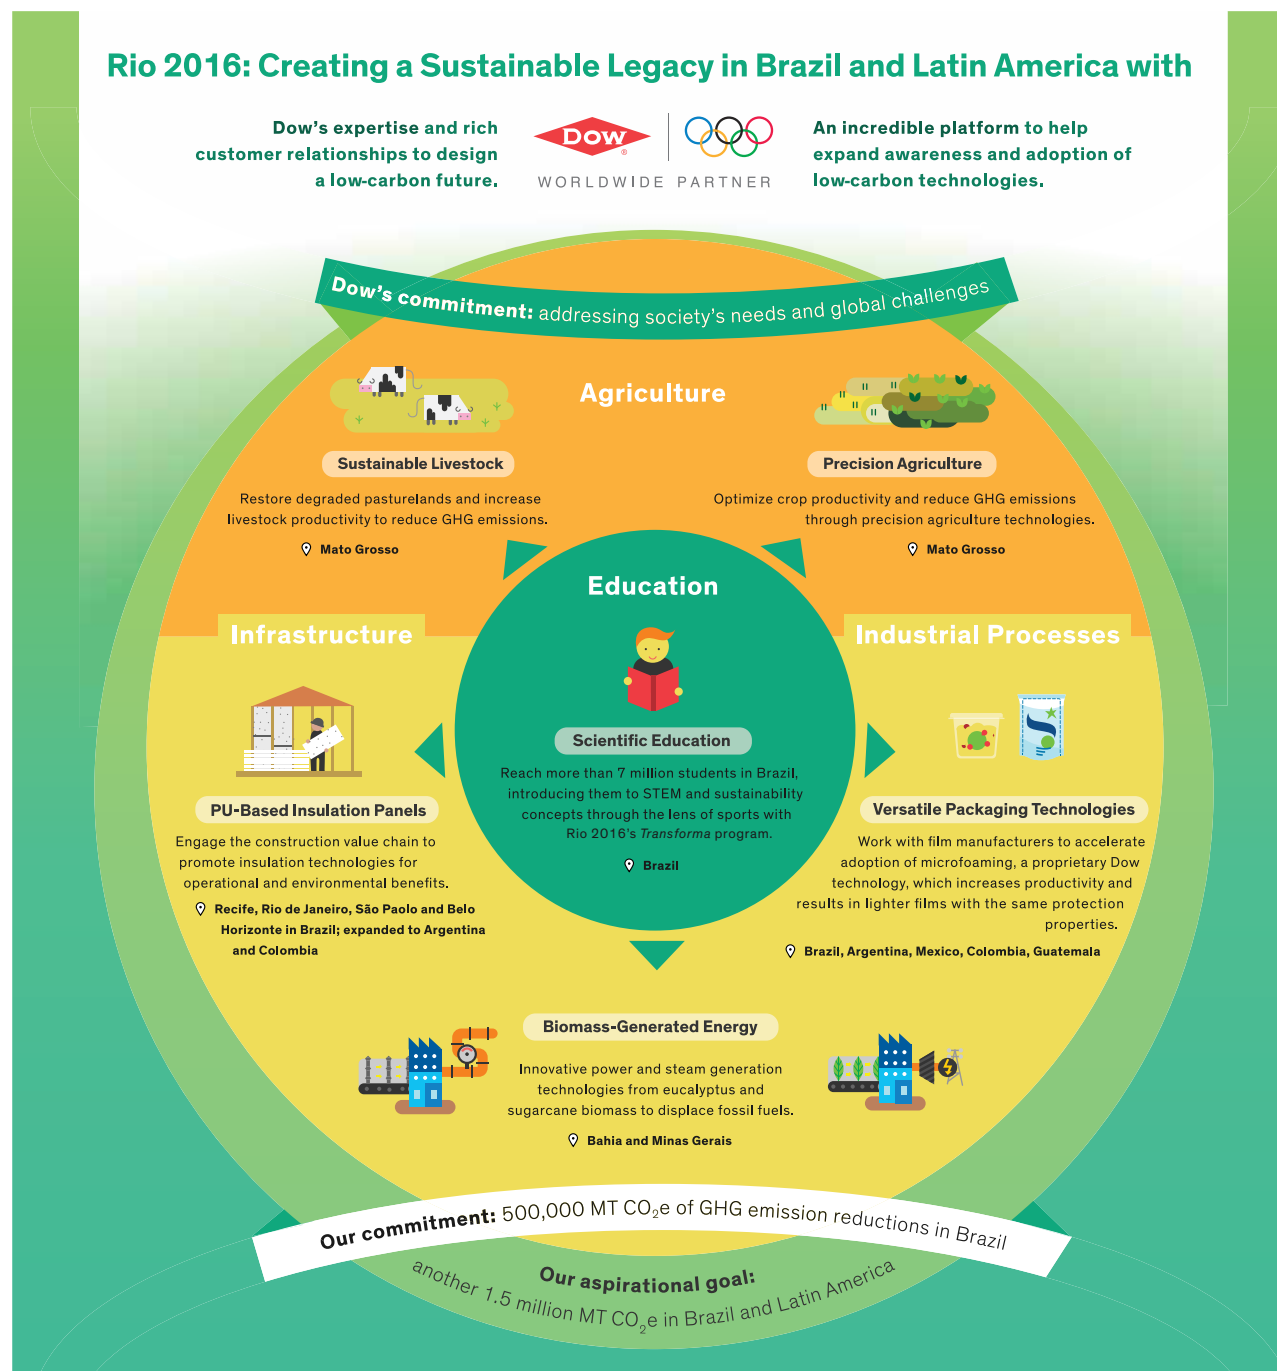 Rio 2016: Creating a Sustainable Legacy in Brazil and Latin America with
Dow's expertise and rich
customer relationships to design
a low-carbon future.
DOW
®
WORLDWIDE PARTNER
An incredible platform to help
expand awareness and adoption of
low-carbon technologies.
Dow's commitment: addressing society's needs and global challenges
Agriculture
Sustainable Livestock
Restore degraded pasturelands and increase
livestock productivity to reduce GHG emissions.
Mato Grosso
Precision Agriculture
Optimize crop productivity and reduce GHG emissions
through precision agriculture technologies.
Mato Grosso
Education
Scientific Education
Reach more than 7 million students in Brazil,
introducing them to STEM and sustainability
concepts through the lens of sports with
Rio 2016's Transforma program.
Brazil
Infrastructure
PU-Based Insulation Panels
Engage the construction value chain to
promote insulation technologies for
operational and environmental benefits.
Recife, Rio de Janeiro, São Paolo and Belo
Horizonte in Brazil; expanded to Argentina
and Colombia
Industrial Processes
Versatile Packaging Technologies
Work with film manufacturers to accelerate
adoption of microfoaming, a proprietary Dow
technology, which increases productivity and
results in lighter films with the same protection
properties.
Brazil, Argentina, Mexico, Colombia, Guatemala
Biomass-Generated Energy
Innovative power and steam generation
technologies from eucalyptus and
sugarcane biomass to displace fossil fuels.
Bahia and Minas Gerais
Our commitment: 500,000 MT CO₂e of GHG emission reductions in Brazil
Our aspirational goal:
another 1.5 million MT CO₂e in Brazil and Latin America